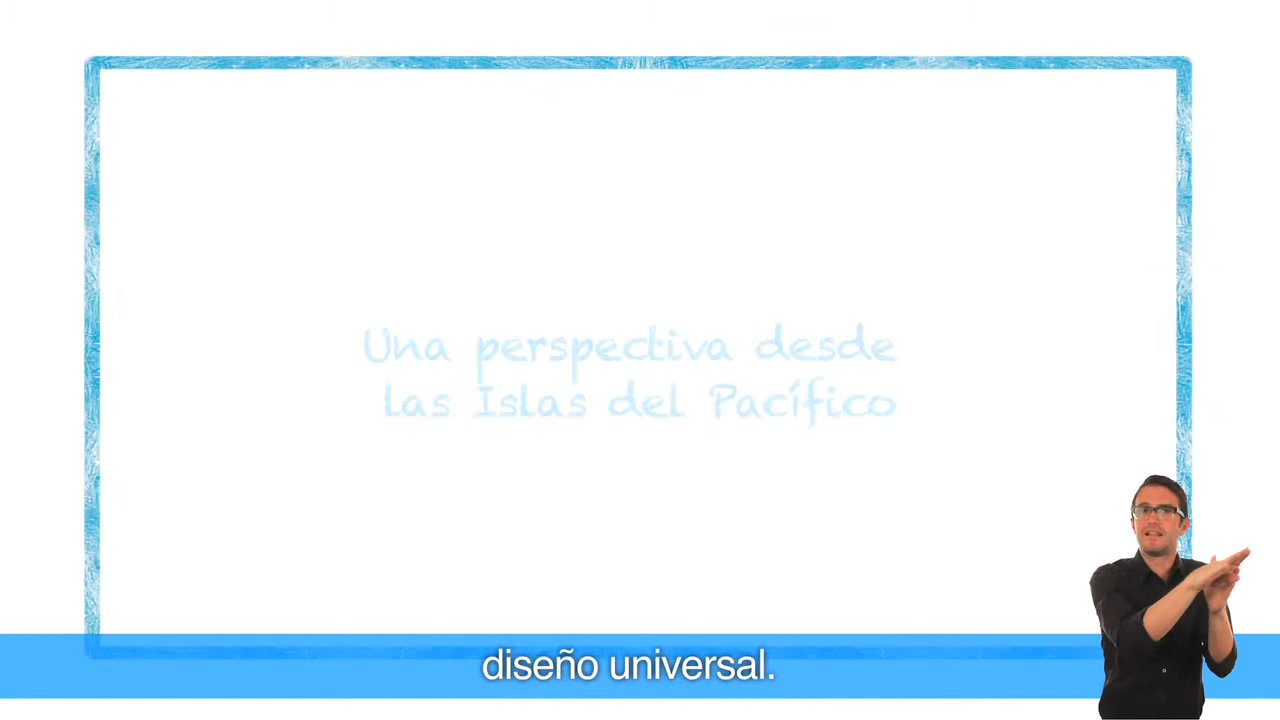 Una perspectiva desde
las Islas del Pacífico
diseño universal.